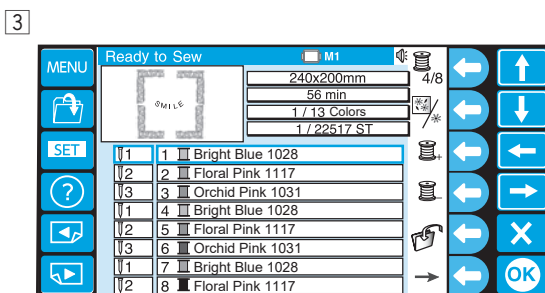 3
MENU
Ready to Sew
M1
4/8
240x200mm
56 min
1 / 13 Colors
1 / 22517 ST
SMILE
SET
1 1 Bright Blue 1028
2 2 Floral Pink 1117
3 3 Orchid Pink 1031
1 4 Bright Blue 1028
2 5 Floral Pink 1117
3 6 Orchid Pink 1031
1 7 Bright Blue 1028
2 8 Floral Pink 1117
?
OK